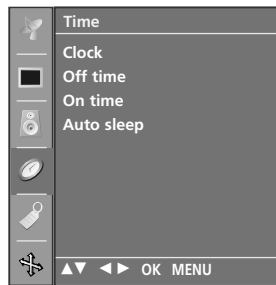 Time
Clock
Off time
On time
Auto sleep
▲▼ ◄► OK MENU